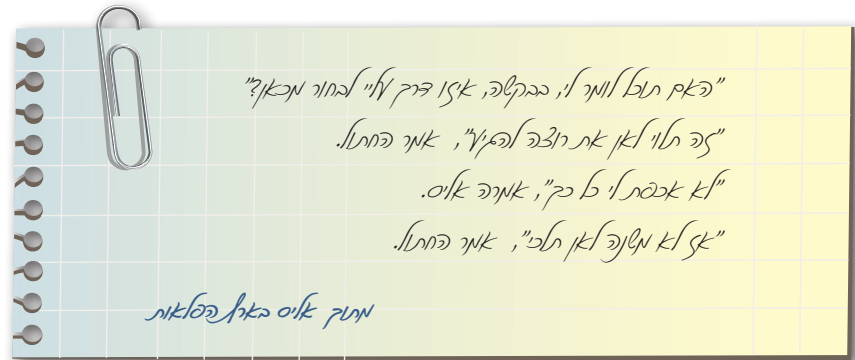 "האם תוכל לומר לי, בבקשה, איזו דרך עליי לבחור מכאן?"
"זה תלוי לאן את רוצה להגיע", אמר החתול.
"לא אכפת לי כל כך", אמרה אליס.
"אז לא משנה לאן תלכי", אמר החתול.
מתוך אליס בארץ הפלאות